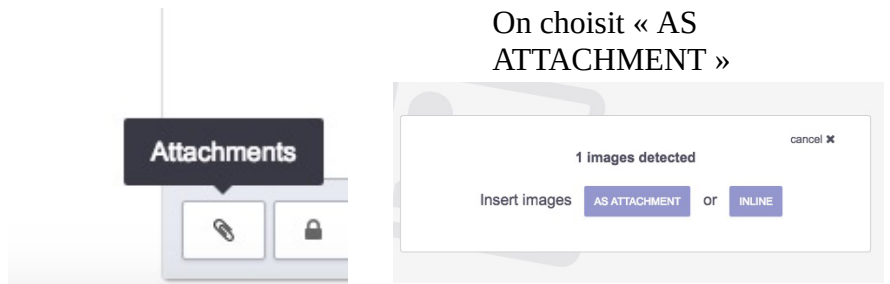 On choisit « AS
ATTACHMENT »
Attachments
cancel ✖
1 images detected
Insert images AS ATTACHMENT or INLINE